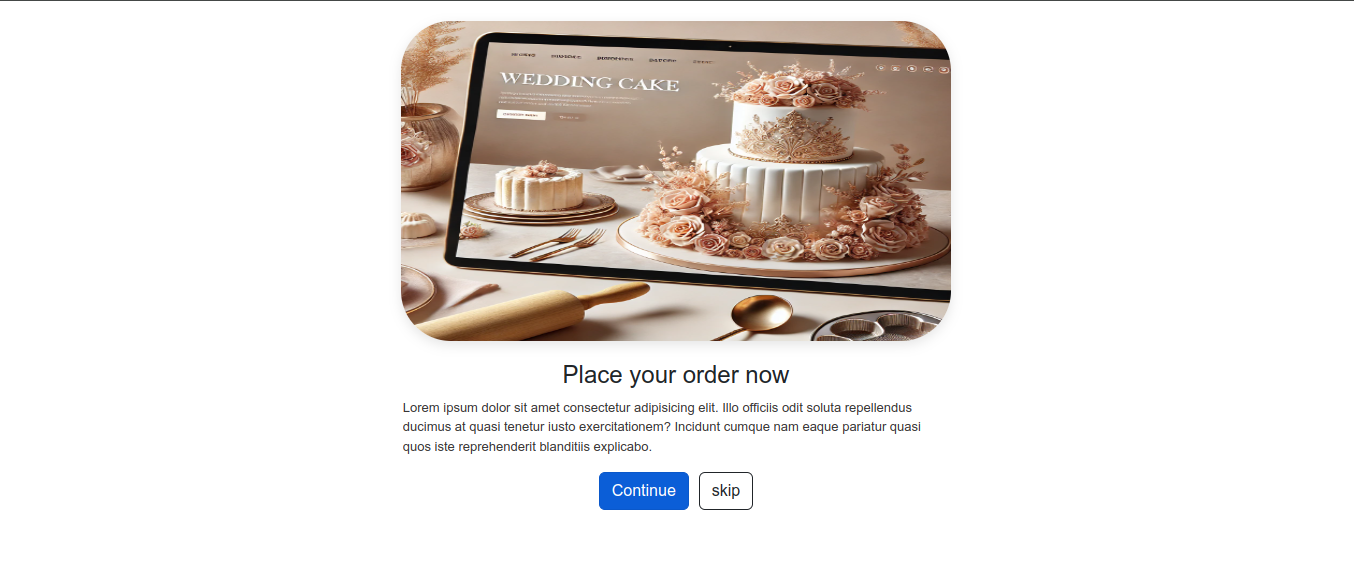 WEDDING CAKE
Place your order now
Lorem ipsum dolor sit amet consectetur adipisicing elit. Illo officiis odit soluta repellendus
ducimus at quasi tenetur iusto exercitationem? Incidunt cumque nam eaque pariatur quasi
quos iste reprehenderit blanditiis explicabo.
Continue
skip